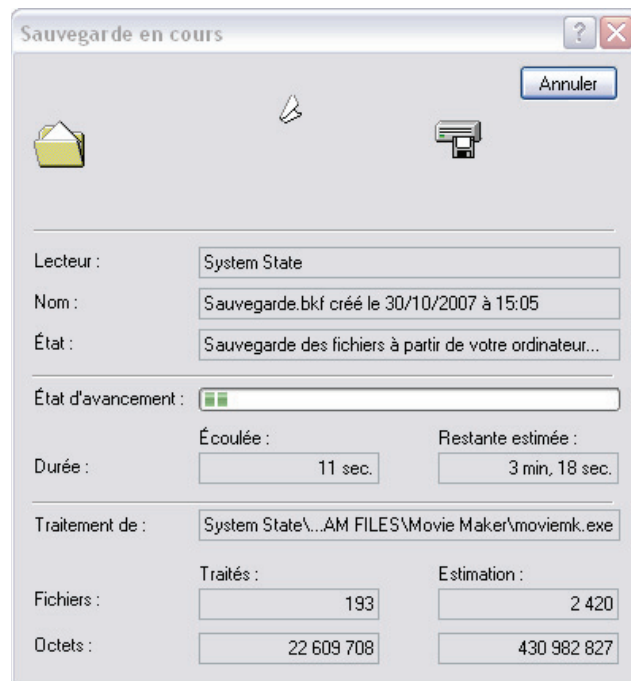 Sauvegarde en cours
Annuler
Lecteur : System State
Nom : Sauvegarde.bkf créé le 30/10/2007 à 15:05
État : Sauvegarde des fichiers à partir de votre ordinateur...
État d'avancement :
Écoulée : Restante estimée :
Durée : 11 sec. 3 min, 18 sec.
Traitement de : System State\...AM FILES\Movie Maker\moviemk.exe
Traités : Estimation :
Fichiers : 193 2 420
Octets : 22 609 708 430 982 827